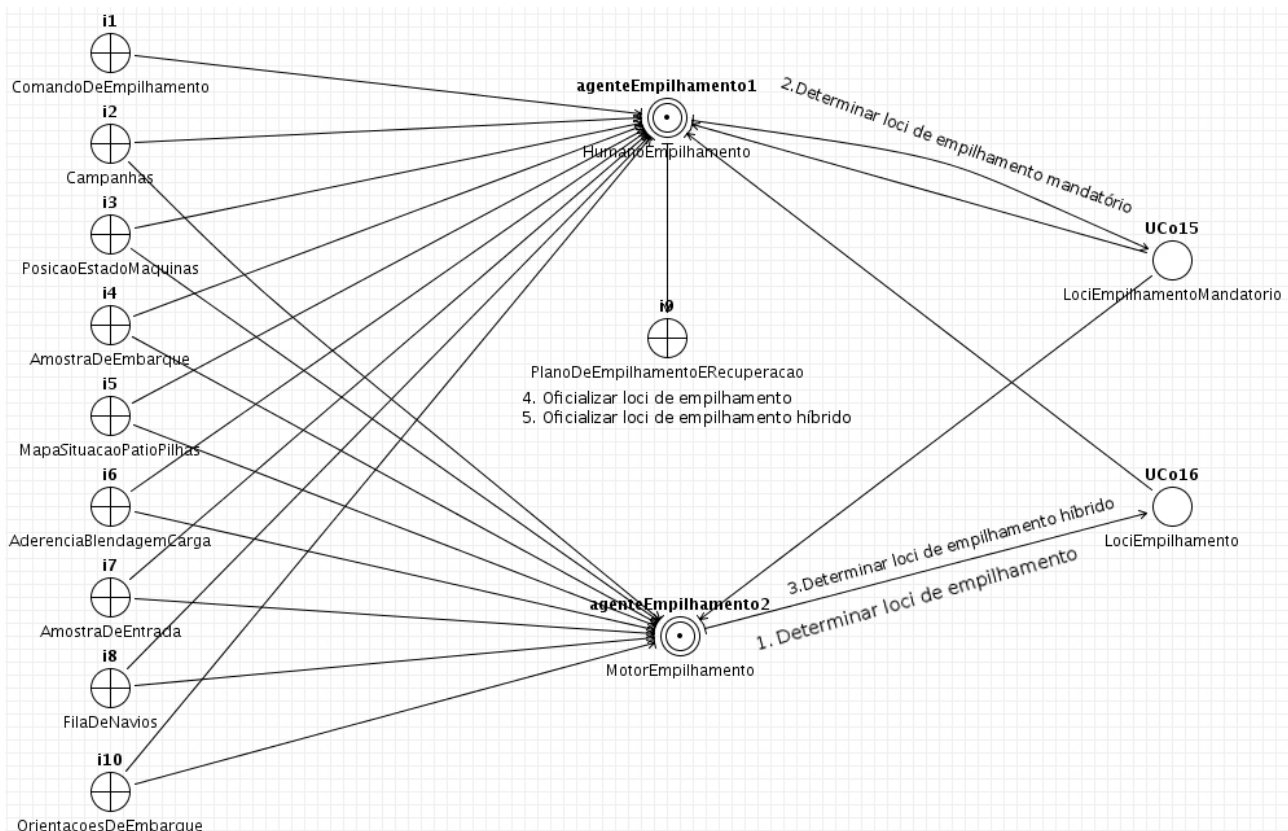 i1
ComandoDeEmpilhamento
i2
Campanhas
i3
PosicaoEstadoMaquinas
i4
AmostraDeEmbarque
i5
MapaSituacaoPatioPilhas
i6
AderenciaBlendagemCarga
i7
AmostraDeEntrada
i8
FilaDeNavios
i10
OrientacoesDeEmbarque
agenteEmpilhamento1
HumanoEmpilhamento
i9
PlanoDeEmpilhamentoERecuperacao
4. Oficializar loci de empilhamento
5. Oficializar loci de empilhamento híbrido
agenteEmpilhamento2
MotorEmpilhamento
2.Determinar loci de empilhamento mandatório
UCo15
LociEmpilhamentoMandatorio
UCo16
LociEmpilhamento
3.Determinar loci de empilhamento híbrido
1. Determinar loci de empilhamento